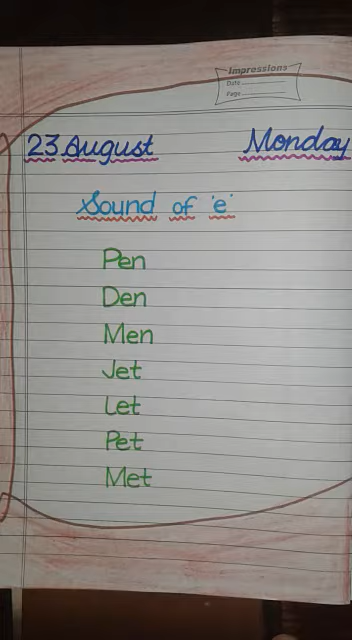 Impressions
Date
Page
23 August Monday
Sound of 'e'
Pen
Den
Men
Jet
Let
Pet
Met